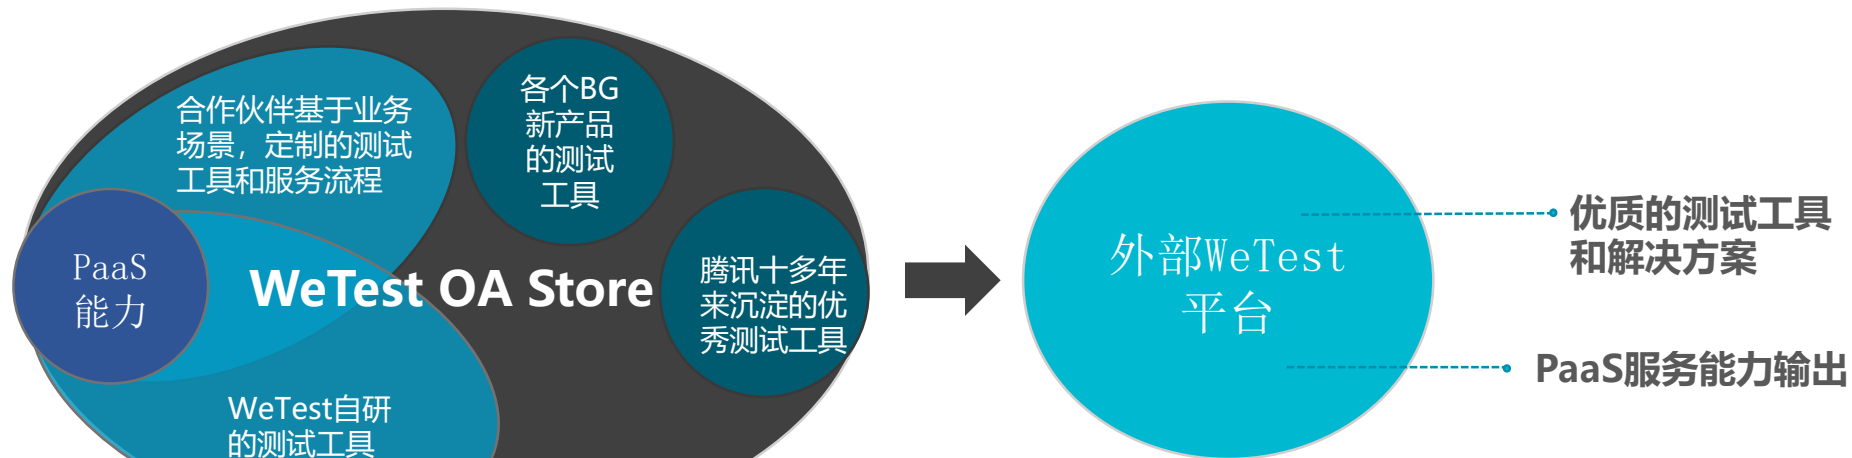 合作伙伴基于业务
场景，定制的测试
工具和服务流程
各个BG
新产品
的测试
工具
PaaS
能力
WeTest OA Store
腾讯十多年
来沉淀的优
秀测试工具
WeTest自研
的测试工具
外部WeTest
平台
优质的测试工具
和解决方案
PaaS服务能力输出